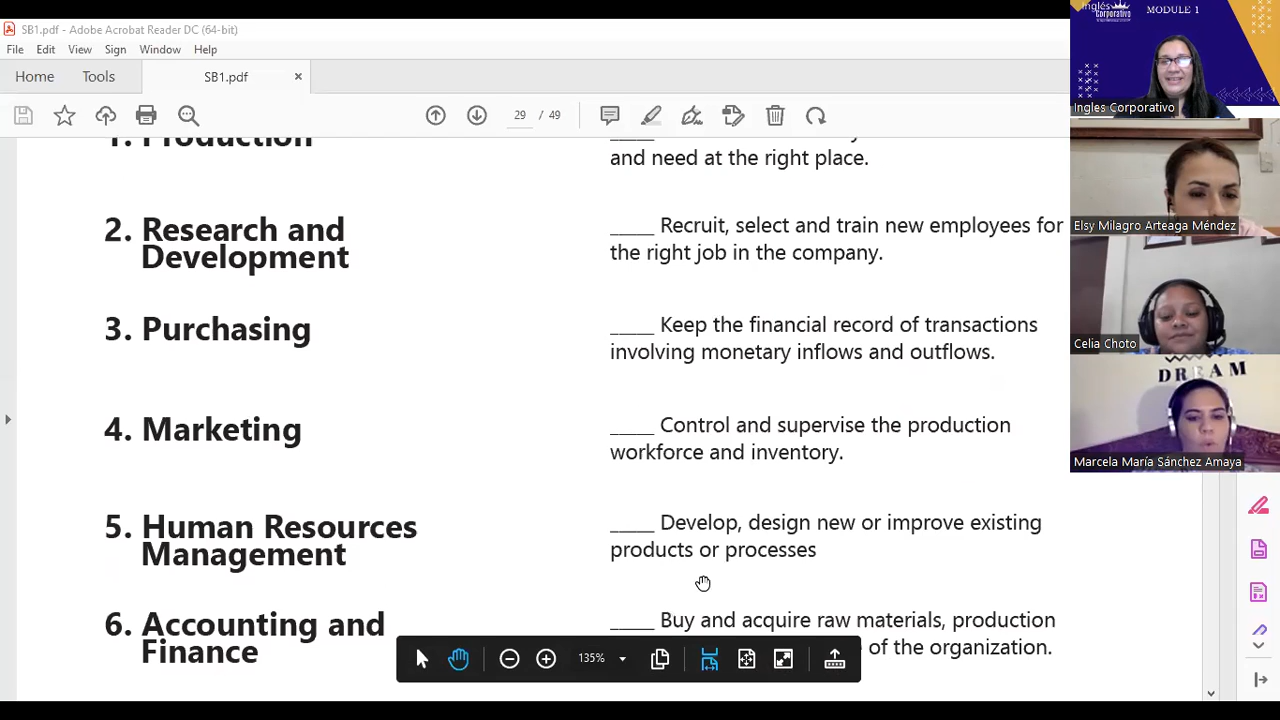 SB1.pdf - Adobe Acrobat Reader DC (64-bit)
File Edit View Sign Window Help
Home Tools SB1.pdf ×
29 / 49
1. Production
and need at the right place.
2. Research and
Development
_____ Recruit, select and train new employees for
the right job in the company.
3. Purchasing
_____ Keep the financial record of transactions
involving monetary inflows and outflows.
4. Marketing
_____ Control and supervise the production
workforce and inventory.
5. Human Resources
Management
_____ Develop, design new or improve existing
products or processes
6. Accounting and
Finance
_____ Buy and acquire raw materials, production
of the organization.
135%
Inglés
Corporativo
MODULE 1
Ingles Corporativo
Elsy Milagro Arteaga Méndez
Celia Choto
DREAM
Marcela María Sánchez Amaya